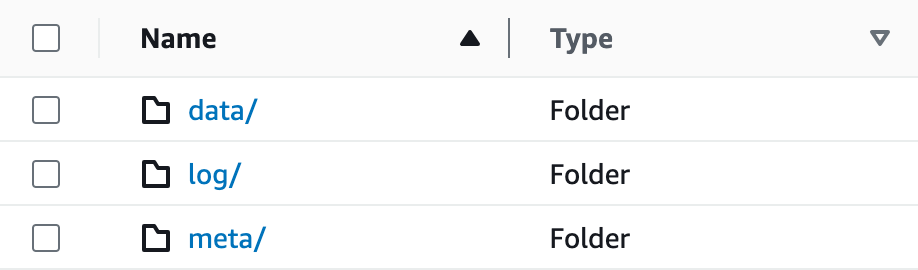 Name Type
data/ Folder
log/ Folder
meta/ Folder